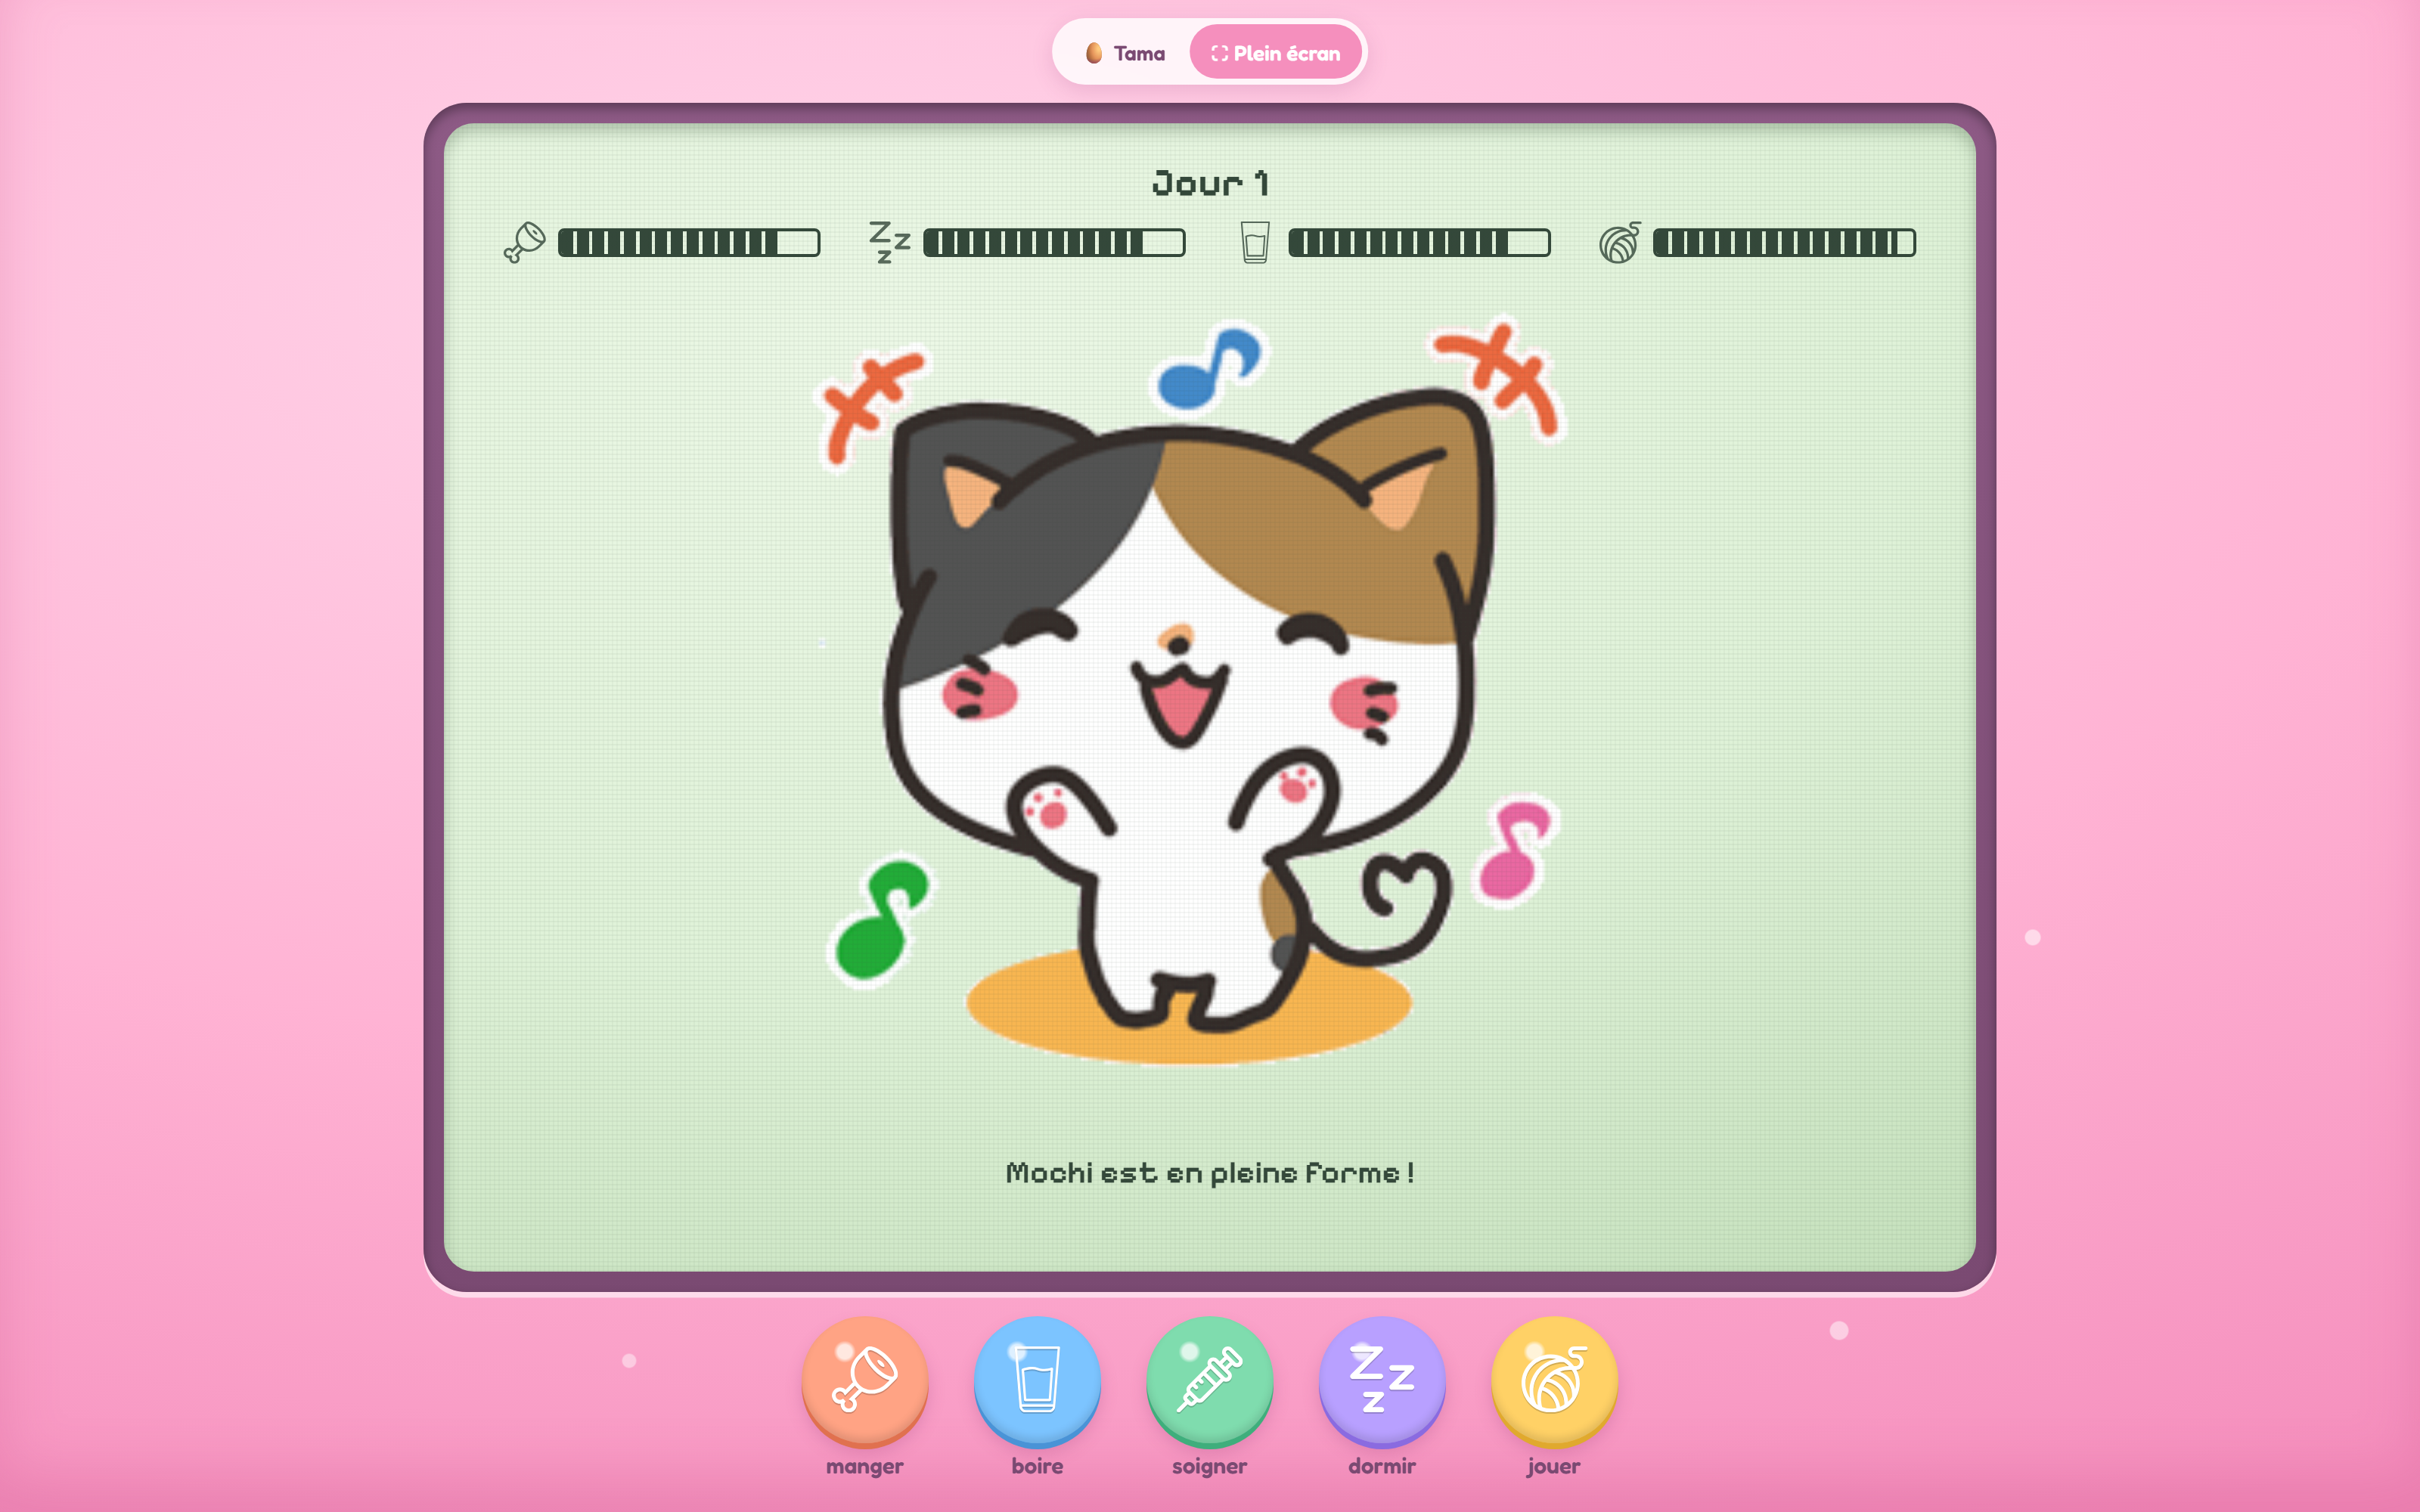 Tama
Plein écran
Jour 1
Mochi est en pleine forme !
manger
boire
soigner
dormir
jouer